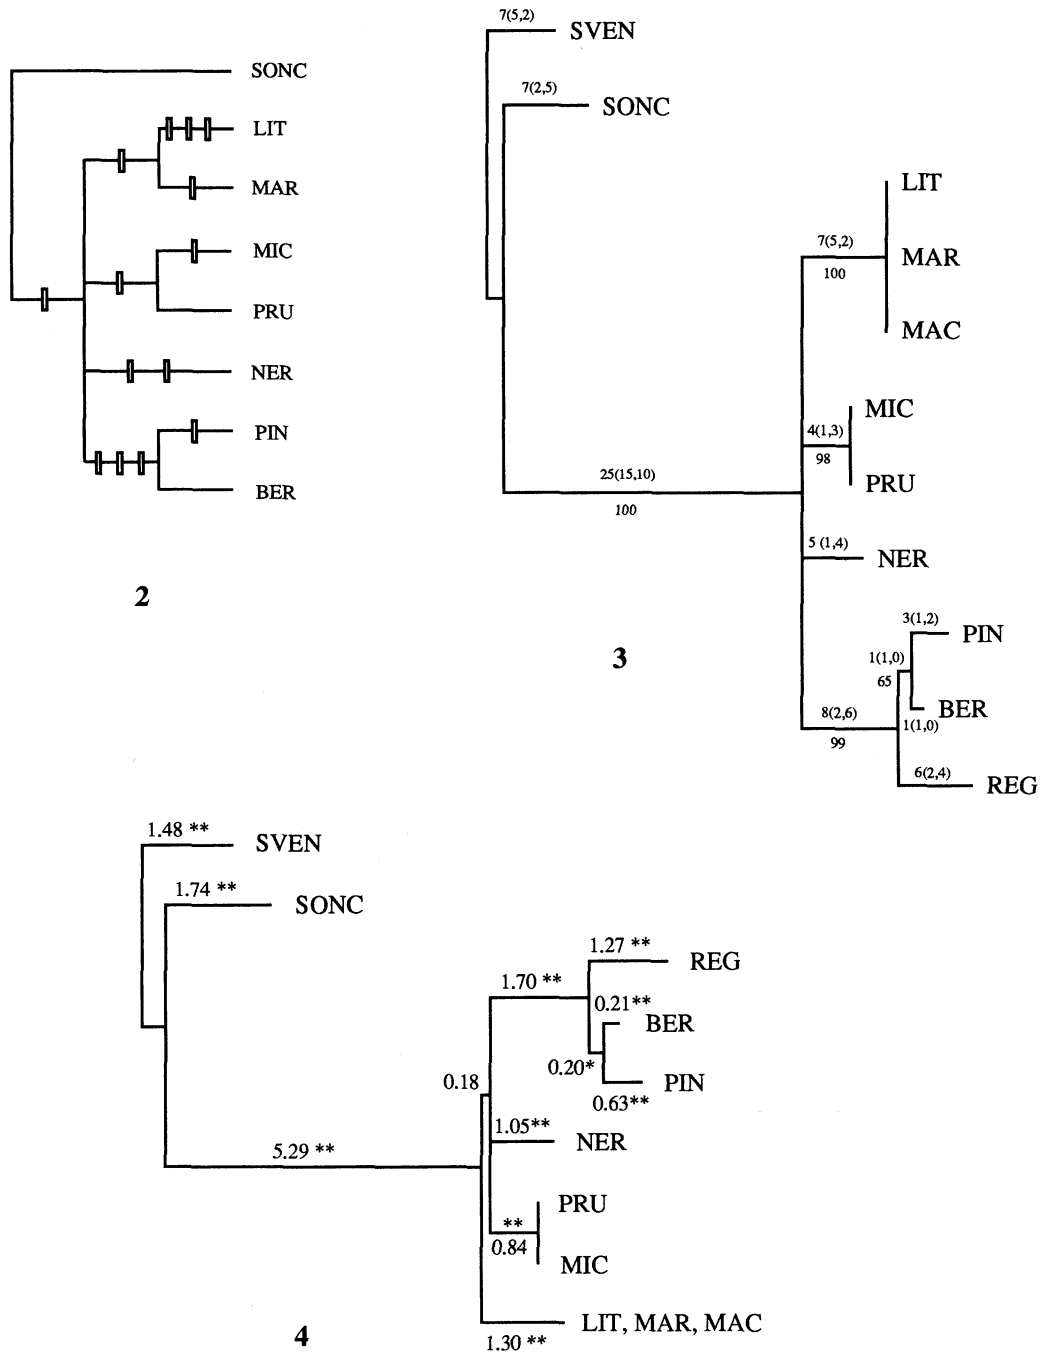 SONC
LIT
MAR
MIC
PRU
NER
PIN
BER
2
7(5,2)
SVEN
7(2,5)
SONC
LIT
7(5,2)
MAR
100
MAC
MIC
4(1,3)
98
PRU
25(15,10)
100
5 (1,4)
NER
3(1,2)
PIN
1(1,0)
65
BER
1(1,0)
8(2,6)
99
6(2,4)
REG
3
1.48 **
SVEN
1.74 **
SONC
1.27 **
REG
1.70 **
0.21**
BER
0.20*
PIN
0.63**
0.18
1.05**
NER
5.29 **
PRU
**
0.84
MIC
LIT, MAR, MAC
1.30 **
4